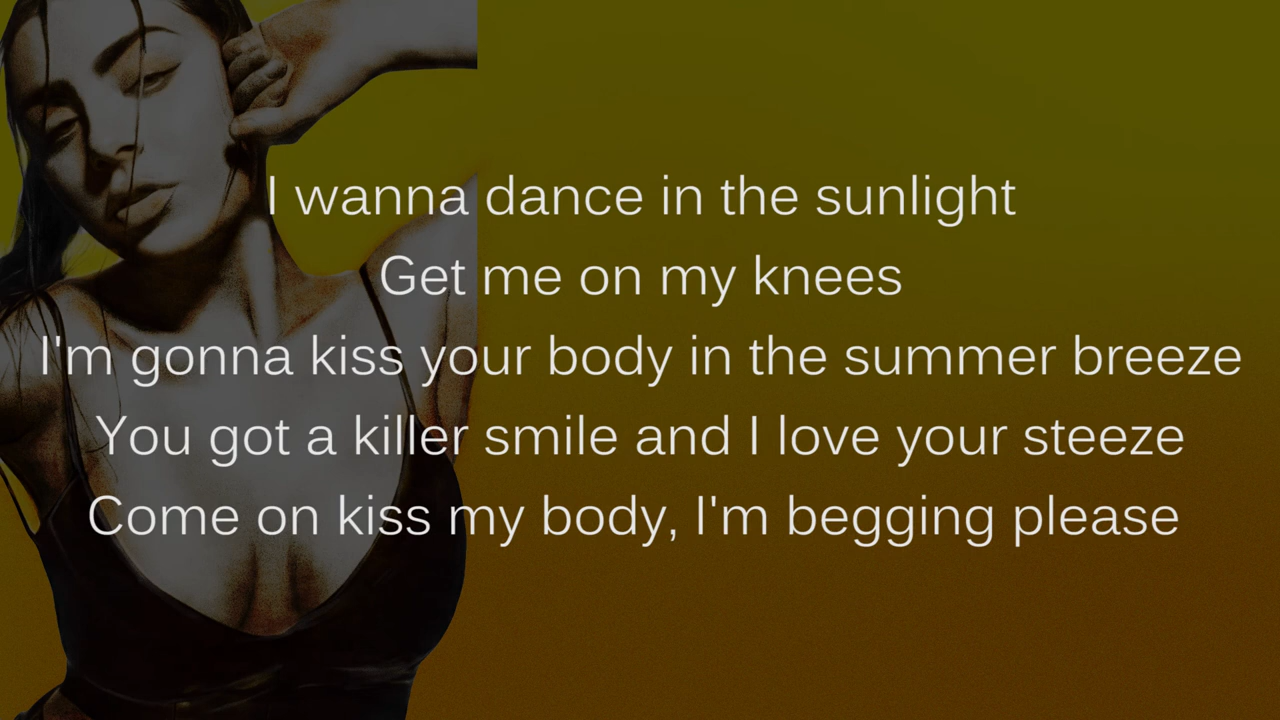 I wanna dance in the sunlight
Get me on my knees
I'm gonna kiss your body in the summer breeze
You got a killer smile and I love your steeze
Come on kiss my body, I'm begging please